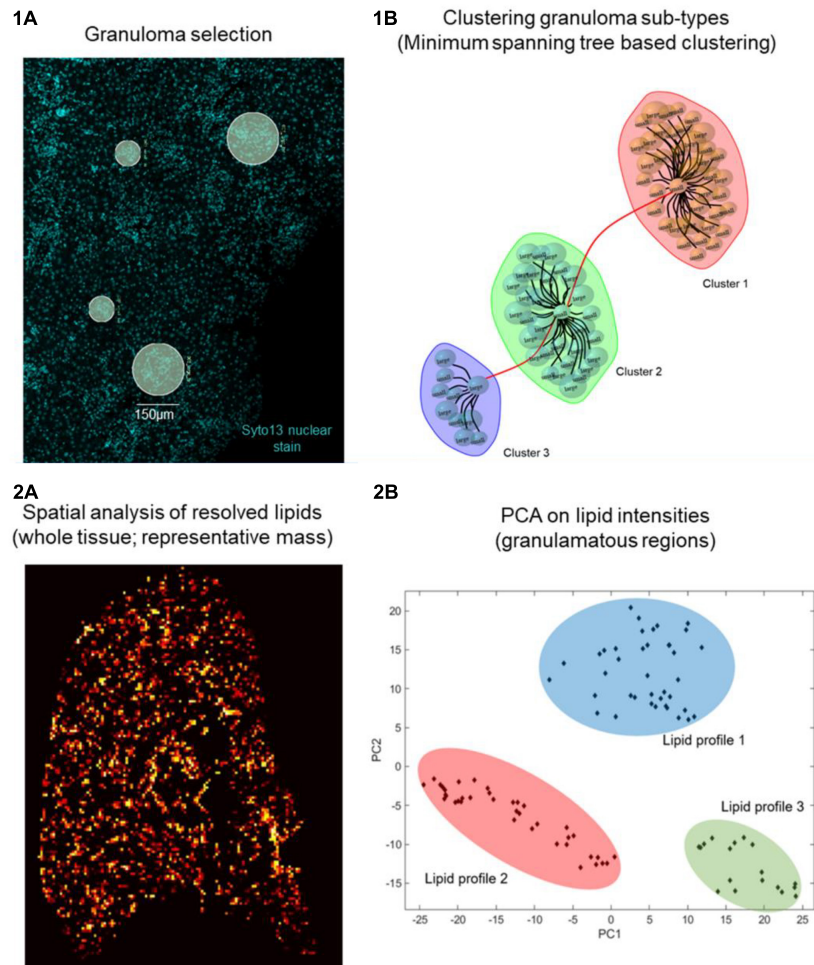 1A
Granuloma selection
150µm
Syto13 nuclear
stain
1B
Clustering granuloma sub-types
(Minimum spanning tree based clustering)
Cluster 1
Cluster 2
Cluster 3
2A
Spatial analysis of resolved lipids
(whole tissue; representative mass)
2B
PCA on lipid intensities
(granulamatous regions)
PC2
20
15
10
5
0
-5
-10
-15
Lipid profile 1
Lipid profile 3
Lipid profile 2
-25 -20 -15 -10 -5 0 5 10 15 20 25
PC1